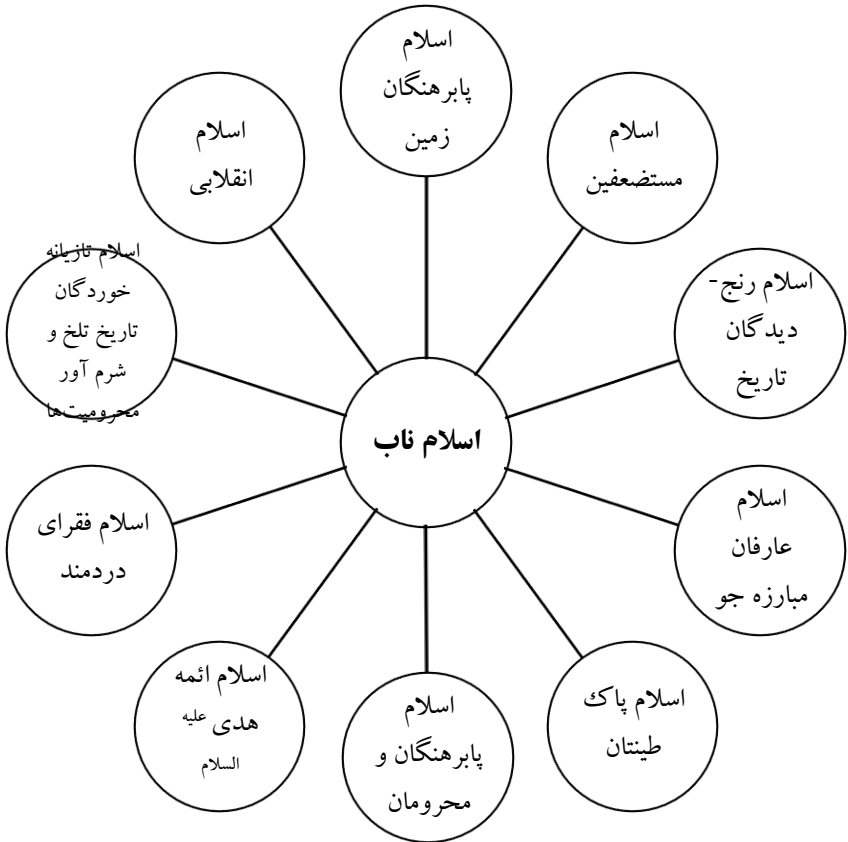 اسلام
پابرهنگان
زمین
اسلام
مستضعفین
اسلام رنج-
دیدگان
تاریخ
اسلام
عارفان
مبارزه جو
اسلام پاک
طینتان
اسلام
پابرهنگان و
محرومان
اسلام ائمه
هدی علیه
السلام
اسلام فقرای
دردمند
اسلام تازیانه
خوردگان
تاریخ تلخ و
شرم آور
محرومیت‌ها
اسلام
انقلابی
اسلام ناب